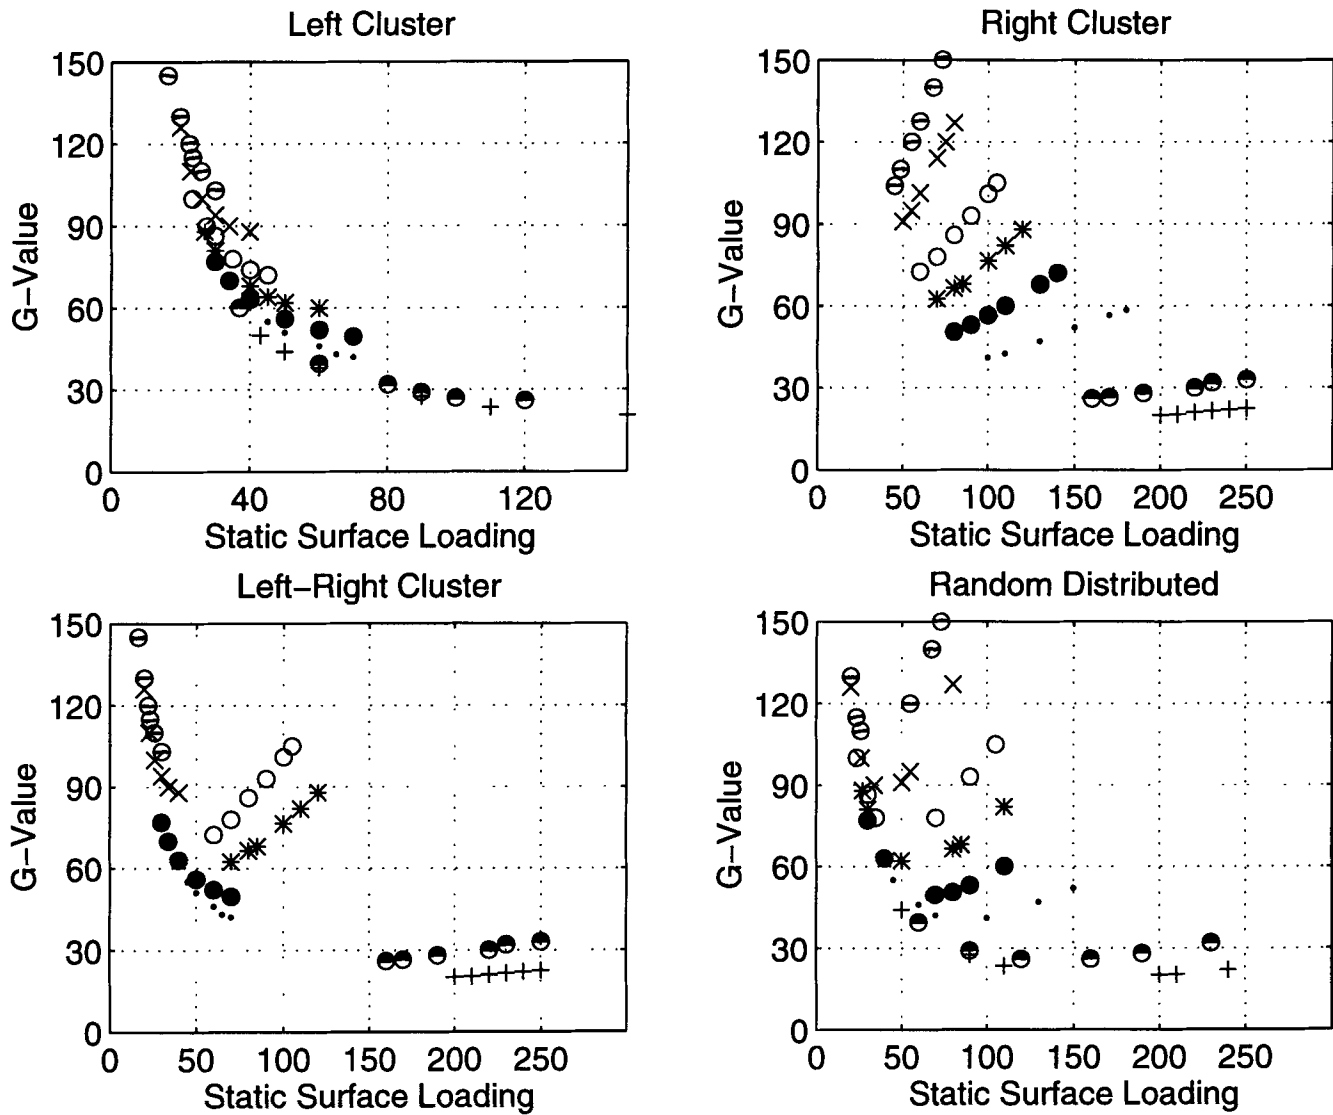 Left Cluster
150
120
90
60
30
0
G-Value
0 40 80 120
Static Surface Loading
Right Cluster
150
120
90
60
30
0
G-Value
0 50 100 150 200 250
Static Surface Loading
Left-Right Cluster
150
120
90
60
30
0
G-Value
0 50 100 150 200 250
Static Surface Loading
Random Distributed
150
120
90
60
30
0
G-Value
0 50 100 150 200 250
Static Surface Loading